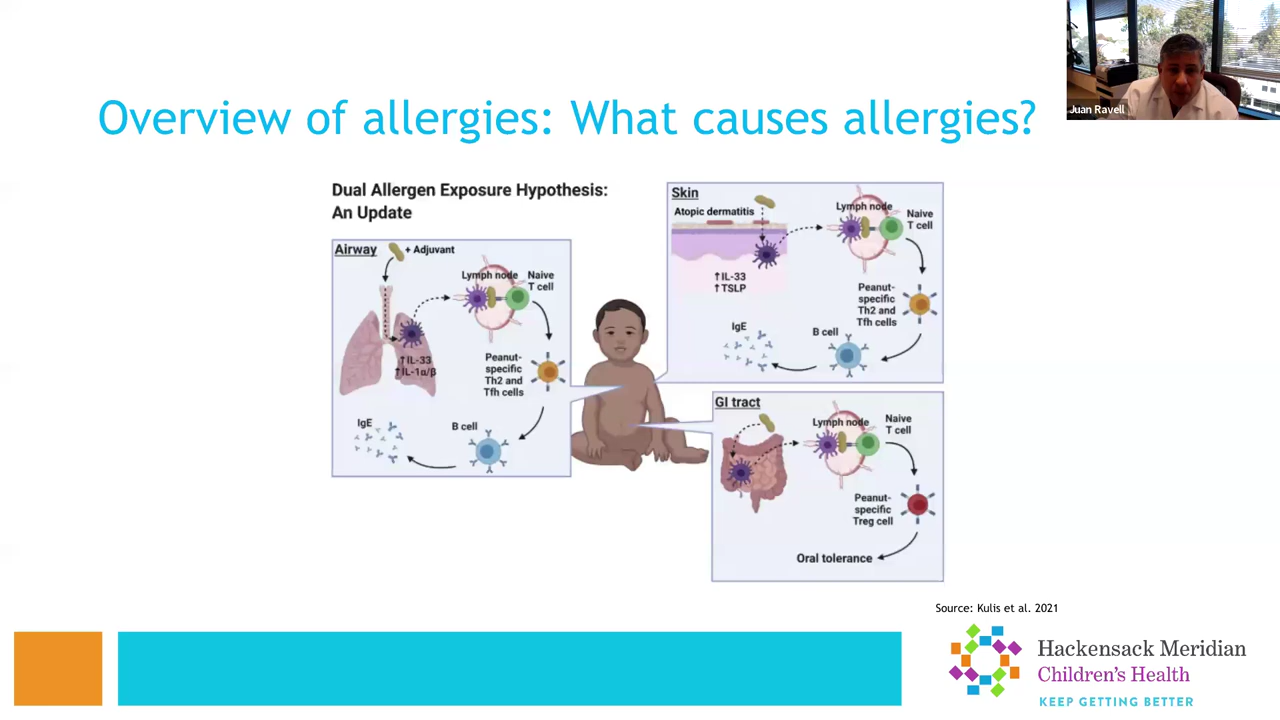 Juan Ravell
Overview of allergies: What causes allergies?
Dual Allergen Exposure Hypothesis:
An Update
Airway
+ Adjuvant
Lymph node
Naive
T cell
↑IL-33
↑IL-1α/β
Peanut-
specific
Th2 and
Tfh cells
B cell
IgE
Skin
Atopic dermatitis
Lymph node
Naive
T cell
↑IL-33
↑TSLP
Peanut-
specific
Th2 and
Tfh cells
B cell
IgE
GI tract
Lymph node
Naive
T cell
Peanut-
specific
Treg cell
Oral tolerance
Source: Kulis et al. 2021
Hackensack Meridian
Children's Health
KEEP GETTING BETTER